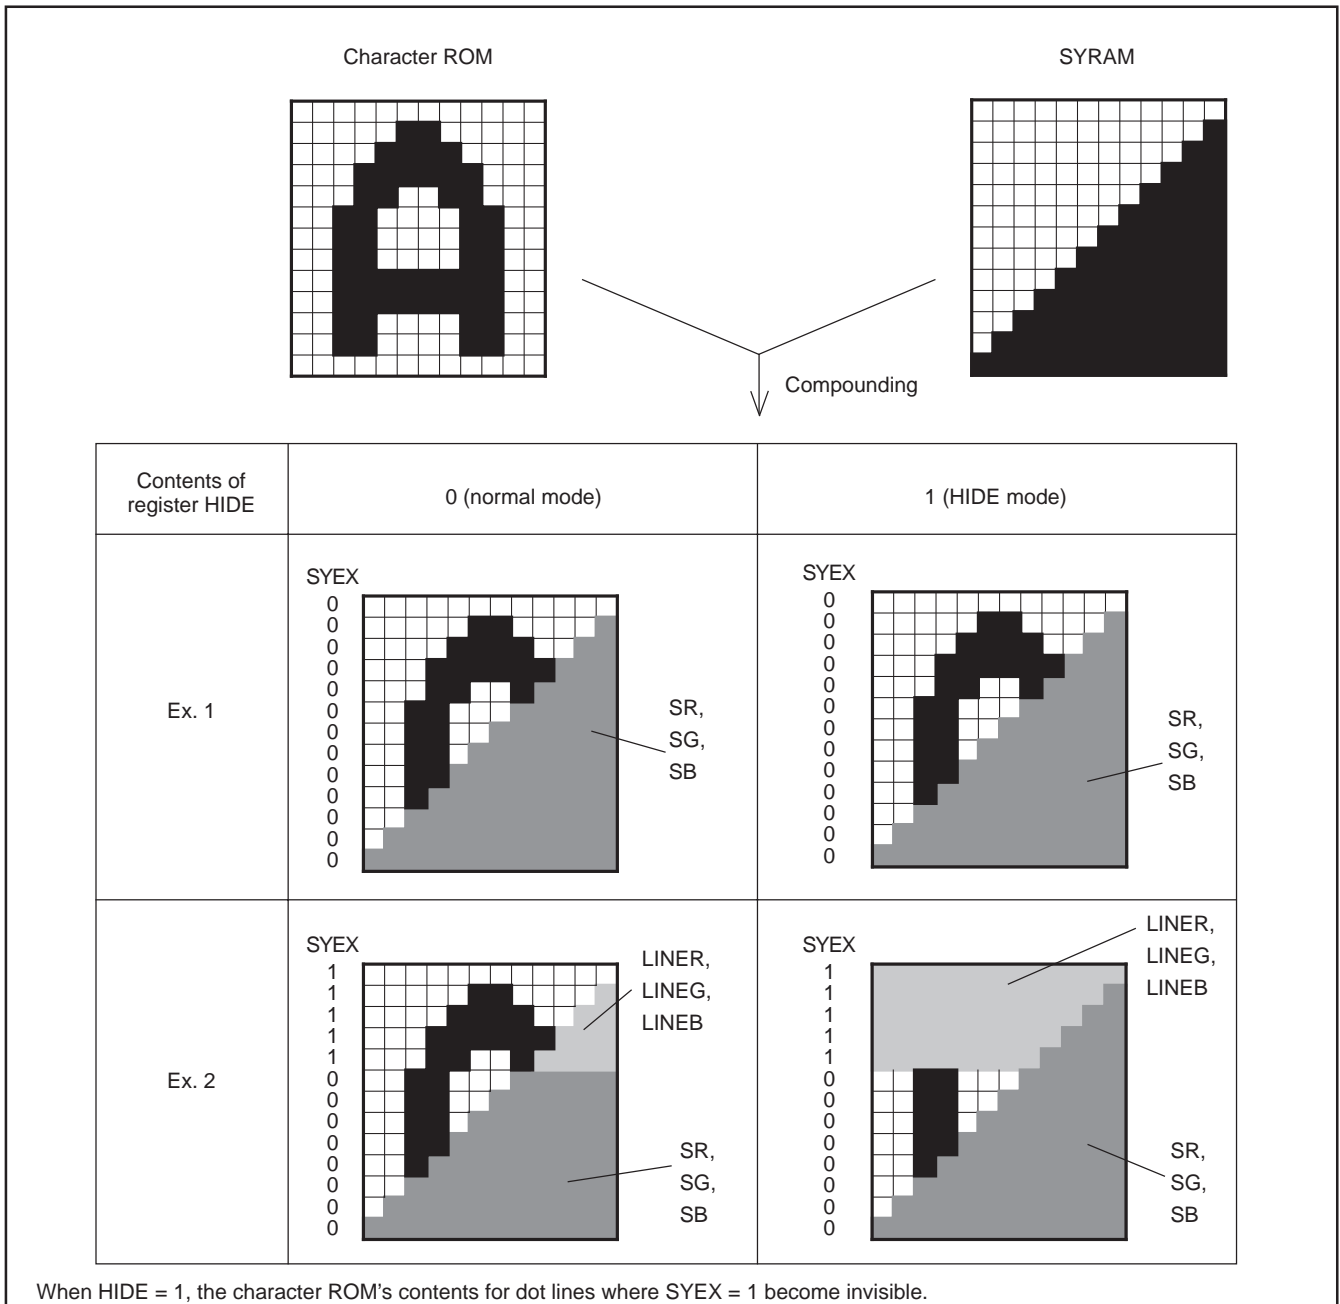 Character ROM
SYRAM
Compounding
Contents of
register HIDE
0 (normal mode)
1 (HIDE mode)
Ex. 1
SYEX
0
0
0
0
0
0
0
0
0
0
0
0
0
SR,
SG,
SB
SYEX
0
0
0
0
0
0
0
0
0
0
0
0
0
SR,
SG,
SB
Ex. 2
SYEX
1
1
1
1
1
0
0
0
0
0
0
0
0
LINER,
LINEG,
LINEB
SR,
SG,
SB
SYEX
1
1
1
1
1
0
0
0
0
0
0
0
0
LINER,
LINEG,
LINEB
SR,
SG,
SB
When HIDE = 1, the character ROM's contents for dot lines where SYEX = 1 become invisible.